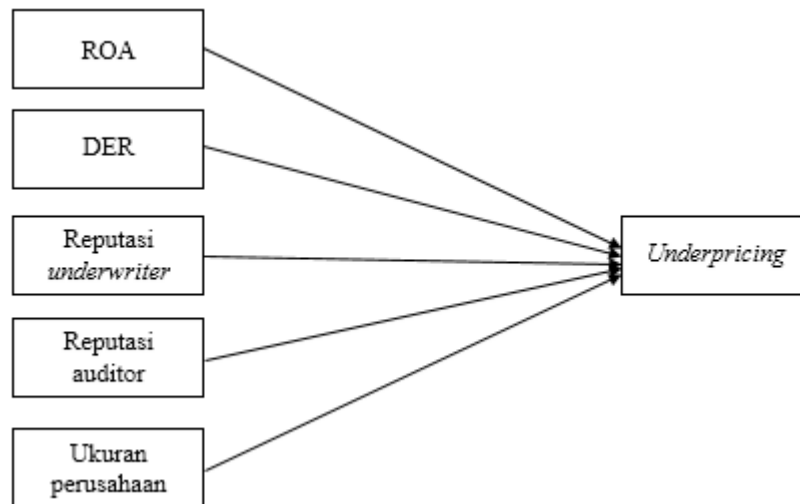 ROA
DER
Reputasi
underwriter
Reputasi
auditor
Ukuran
perusahaan
Underpricing